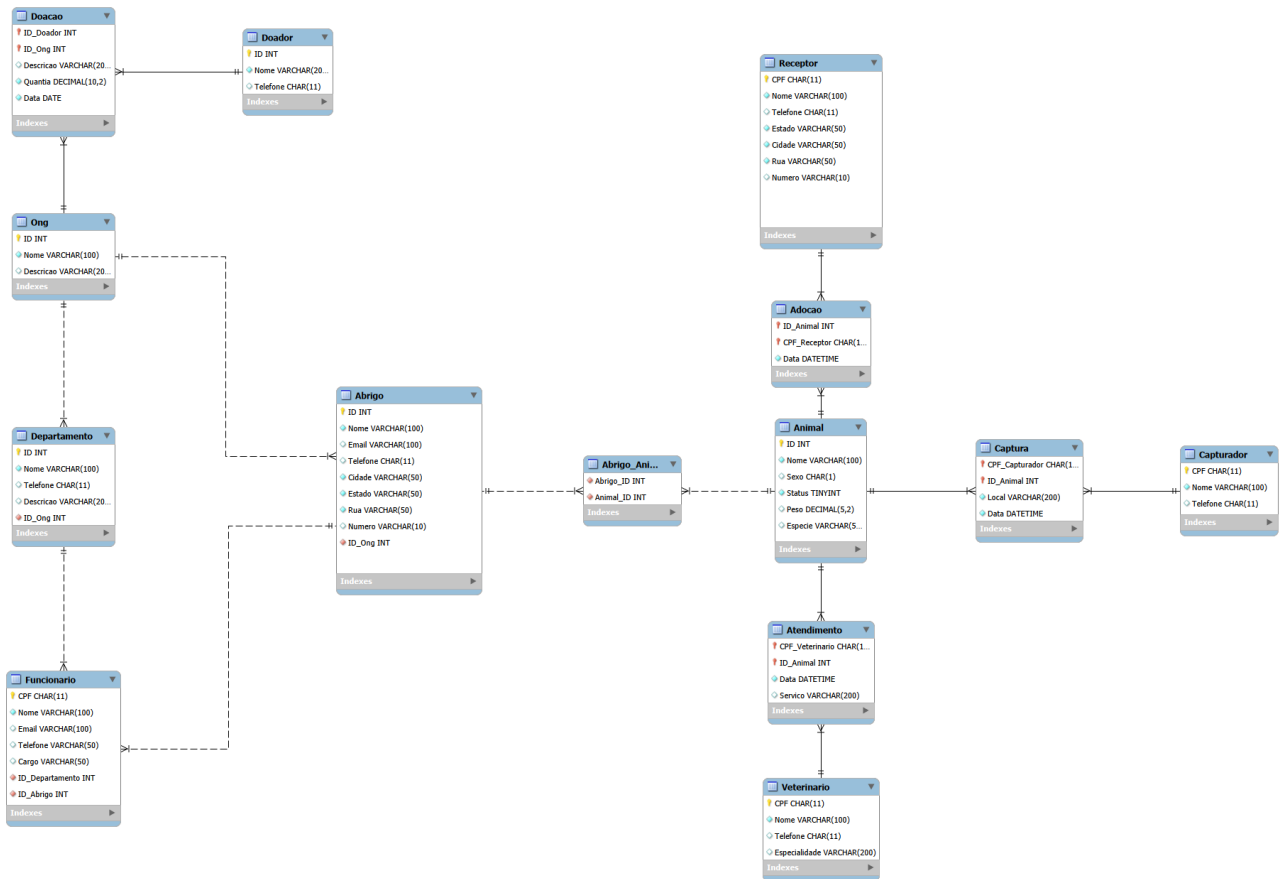 Doacao
ID_Doador INT
ID_Ong INT
Descricao VARCHAR(20...
Quantia DECIMAL(10,2)
Data DATE
Indexes
Doador
ID INT
Nome VARCHAR(20...
Telefone CHAR(11)
Indexes
Receptor
CPF CHAR(11)
Nome VARCHAR(100)
Telefone CHAR(11)
Estado VARCHAR(50)
Cidade VARCHAR(50)
Rua VARCHAR(50)
Numero VARCHAR(10)
Indexes
Ong
ID INT
Nome VARCHAR(100)
Descricao VARCHAR(20...
Indexes
Adocao
ID_Animal INT
CPF_Receptor CHAR(1...
Data DATETIME
Indexes
Departamento
ID INT
Nome VARCHAR(100)
Telefone CHAR(11)
Descricao VARCHAR(20...
ID_Ong INT
Indexes
Abrigo
ID INT
Nome VARCHAR(100)
Email VARCHAR(100)
Telefone CHAR(11)
Cidade VARCHAR(50)
Estado VARCHAR(50)
Rua VARCHAR(50)
Numero VARCHAR(10)
ID_Ong INT
Indexes
Abrigo_Ani...
Abrigo_ID INT
Animal_ID INT
Indexes
Animal
ID INT
Nome VARCHAR(100)
Sexo CHAR(1)
Status TINYINT
Peso DECIMAL(5,2)
Especie VARCHAR(5...
Indexes
Captura
CPF_Capturador CHAR(1...
ID_Animal INT
Local VARCHAR(200)
Data DATETIME
Indexes
Capturador
CPF CHAR(11)
Nome VARCHAR(100)
Telefone CHAR(11)
Indexes
Funcionario
CPF CHAR(11)
Nome VARCHAR(100)
Email VARCHAR(100)
Telefone VARCHAR(50)
Cargo VARCHAR(50)
ID_Departamento INT
ID_Abrigo INT
Indexes
Atendimento
CPF_Veterinario CHAR(1...
ID_Animal INT
Data DATETIME
Servico VARCHAR(200)
Indexes
Veterinario
CPF CHAR(11)
Nome VARCHAR(100)
Telefone CHAR(11)
Especialidade VARCHAR(200)